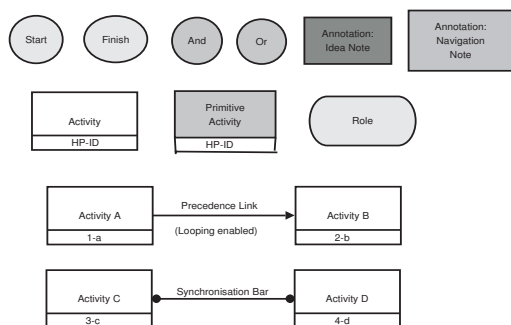 Start
Finish
And
Or
Annotation:
Idea Note
Annotation:
Navigation
Note
Activity
HP-ID
Primitive
Activity
HP-ID
Role
Activity A
1-a
Precedence Link
(Looping enabled)
Activity B
2-b
Activity C
3-c
Synchronisation Bar
Activity D
4-d